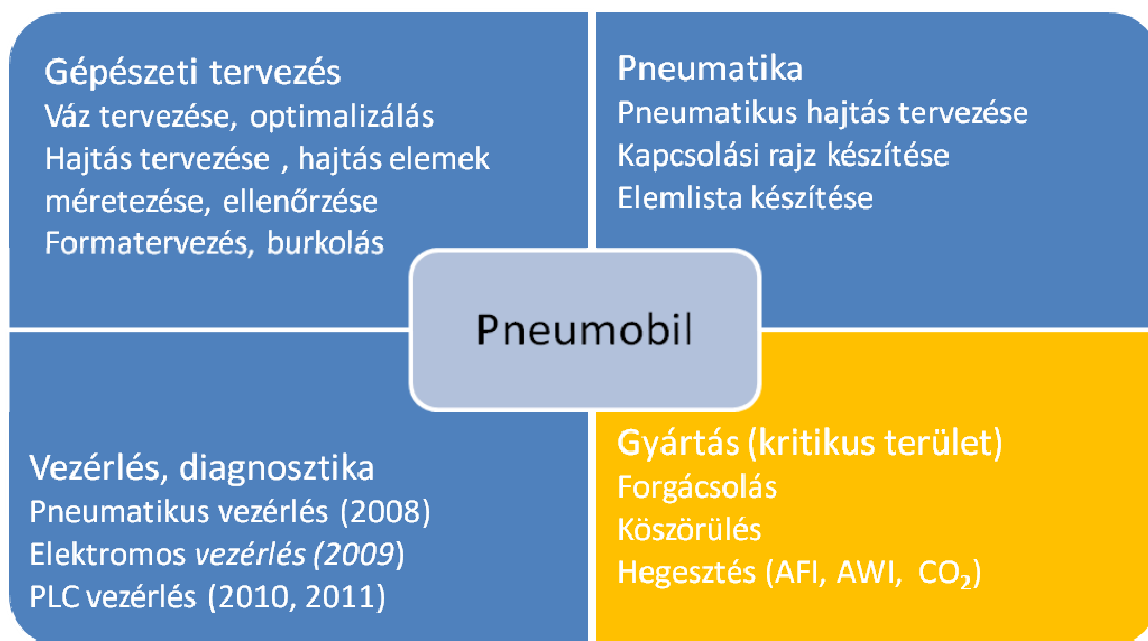 Gépészeti tervezés
Váz tervezése, optimalizálás
Hajtás tervezése , hajtás elemek
méretezése, ellenőrzése
Formatervezés, burkolás
Pneumatika
Pneumatikus hajtás tervezése
Kapcsolási rajz készítése
Elemlista készítése
Pneumobil
Vezérlés, diagnosztika
Pneumatikus vezérlés (2008)
Elektromos vezérlés (2009)
PLC vezérlés (2010, 2011)
Gyártás (kritikus terület)
Forgácsolás
Köszörülés
Hegesztés (AFI, AWI, CO₂)